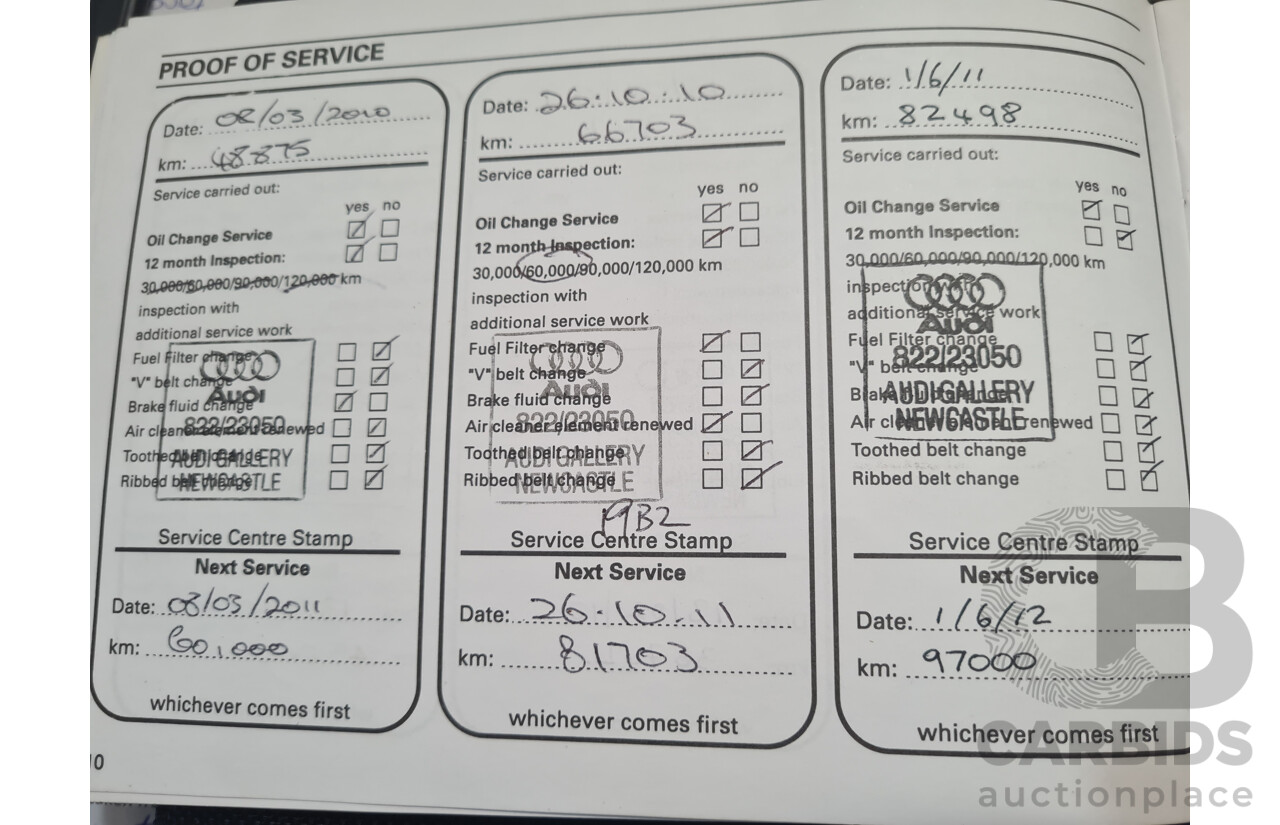 PROOF OF SERVICE
Date: 08/03/2010
km: 48875
Service carried out:
yes no
Oil Change Service
12 month Inspection:
30,000/60,000/90,000/120,000 km
inspection with
additional service work
Fuel Filter change
"V" belt change
Brake fluid change
Air cleaner element renewed
Toothed belt change
Ribbed belt change
Audi
822/23050
AUDI GALLERY
NEWCASTLE
Service Centre Stamp
Next Service
Date: 08/03/2011
km: 60,000
whichever comes first
Date: 26.10.10
km: 66703
Service carried out:
yes no
Oil Change Service
12 month Inspection:
30,000/60,000/90,000/120,000 km
inspection with
additional service work
Fuel Filter change
"V" belt change
Brake fluid change
Air cleaner element renewed
Toothed belt change
Ribbed belt change
Audi
822/23050
AUDI GALLERY
NEWCASTLE
Service Centre Stamp
Next Service
Date: 26.10.11
km: 81703
whichever comes first
Date: 1/6/11
km: 82498
Service carried out:
yes no
Oil Change Service
12 month Inspection:
30,000/60,000/90,000/120,000 km
inspection with
additional service work
Fuel Filter change
"V" belt change
Brake fluid change
Air cleaner element renewed
Toothed belt change
Ribbed belt change
Audi
822/23050
AUDI GALLERY
NEWCASTLE
Service Centre Stamp
Next Service
Date: 1/6/12
km: 97000
whichever comes first
10
B
CARBIDS
auctionplace